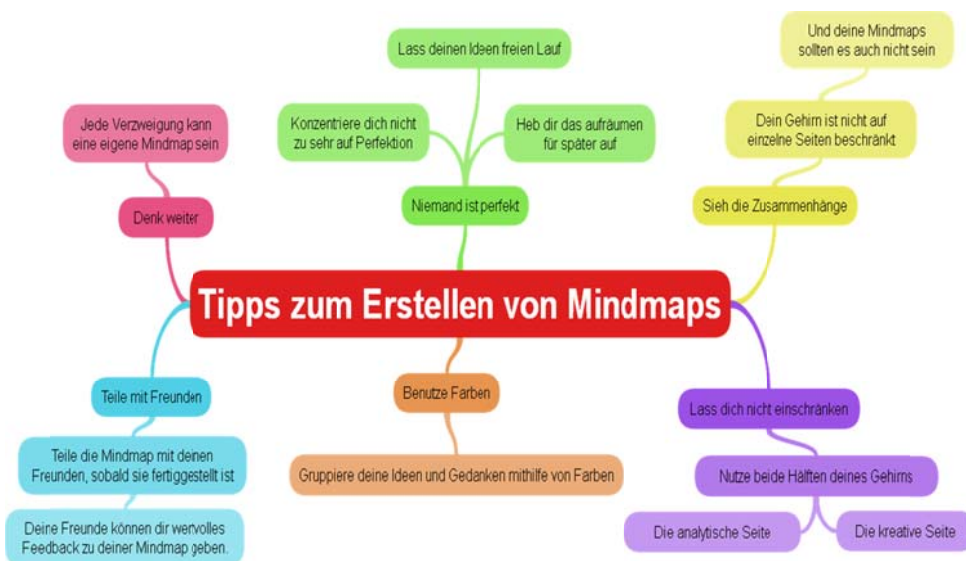 Lass deinen Ideen freien Lauf
Und deine Mindmaps
sollten es auch nicht sein
Jede Verzweigung kann
eine eigene Mindmap sein
Konzentriere dich nicht
zu sehr auf Perfektion
Heb dir das aufräumen
für später auf
Dein Gehirn ist nicht auf
einzelne Seiten beschränkt
Denk weiter
Niemand ist perfekt
Sieh die Zusammenhänge
Tipps zum Erstellen von Mindmaps
Teile mit Freunden
Benutze Farben
Lass dich nicht einschränken
Teile die Mindmap mit deinen
Freunden, sobald sie fertiggestellt ist
Gruppiere deine Ideen und Gedanken mithilfe von Farben
Nutze beide Hälften deines Gehirns
Deine Freunde können dir wertvolles
Feedback zu deiner Mindmap geben.
Die analytische Seite
Die kreative Seite